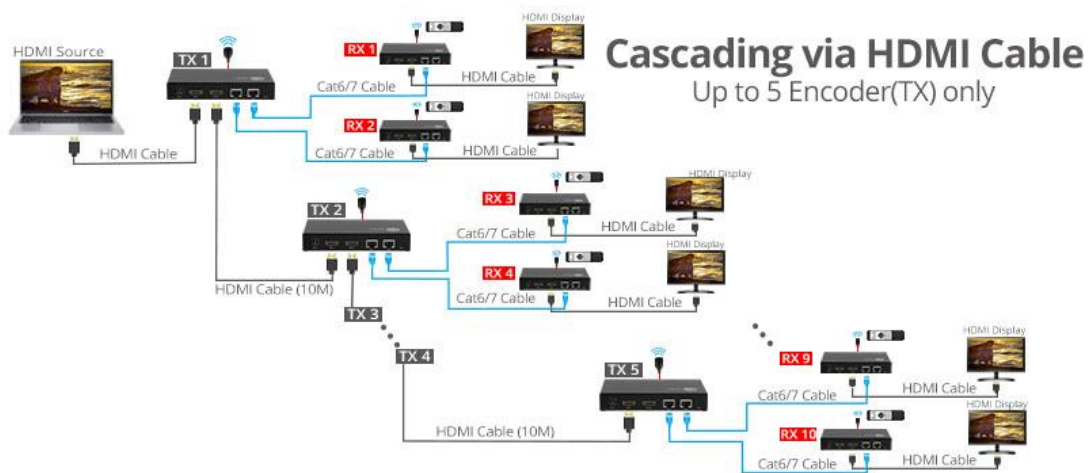 Cascading via HDMI Cable
Up to 5 Encoder(TX) only
HDMI Source
TX 1
HDMI Cable
RX 1
Cat6/7 Cable
HDMI Cable
HDMI Display
RX 2
Cat6/7 Cable
HDMI Cable
HDMI Display
TX 2
HDMI Cable (10M)
RX 3
Cat6/7 Cable
HDMI Cable
HDMI Display
RX 4
Cat6/7 Cable
HDMI Cable
HDMI Display
TX 3
TX 4
HDMI Cable (10M)
TX 5
RX 9
Cat6/7 Cable
HDMI Cable
HDMI Display
RX 10
Cat6/7 Cable
HDMI Cable
HDMI Display